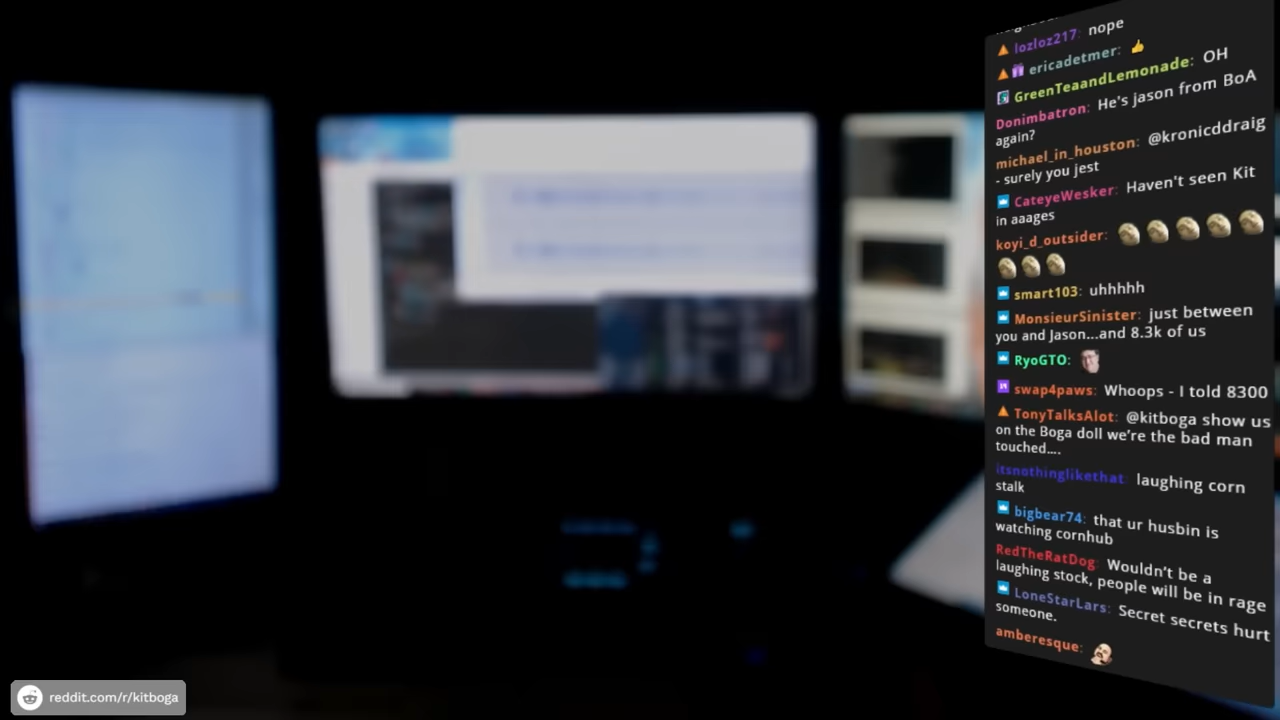 lozloz217: nope
ericadetmer:
GreenTeaandLemonade: OH
Donimbatron: He's jason from BoA
again?
michael_in_houston: @kronicddraig
- surely you jest
CateyeWesker: Haven't seen Kit
in aaages
koyi_d_outsider:
smart103: uhhhhh
MonsieurSinister: just between
you and Jason...and 8.3k of us
RyoGTO:
swap4paws: Whoops - I told 8300
TonyTalksAlot: @kitboga show us
on the Boga doll we're the bad man
touched....
itsnothinglikethat: laughing corn
stalk
bigbear74: that ur husbin is
watching cornhub
RedTheRatDog: Wouldn't be a
laughing stock, people will be in rage
LoneStarLars: Secret secrets hurt
someone.
amberesque:
reddit.com/r/kitboga